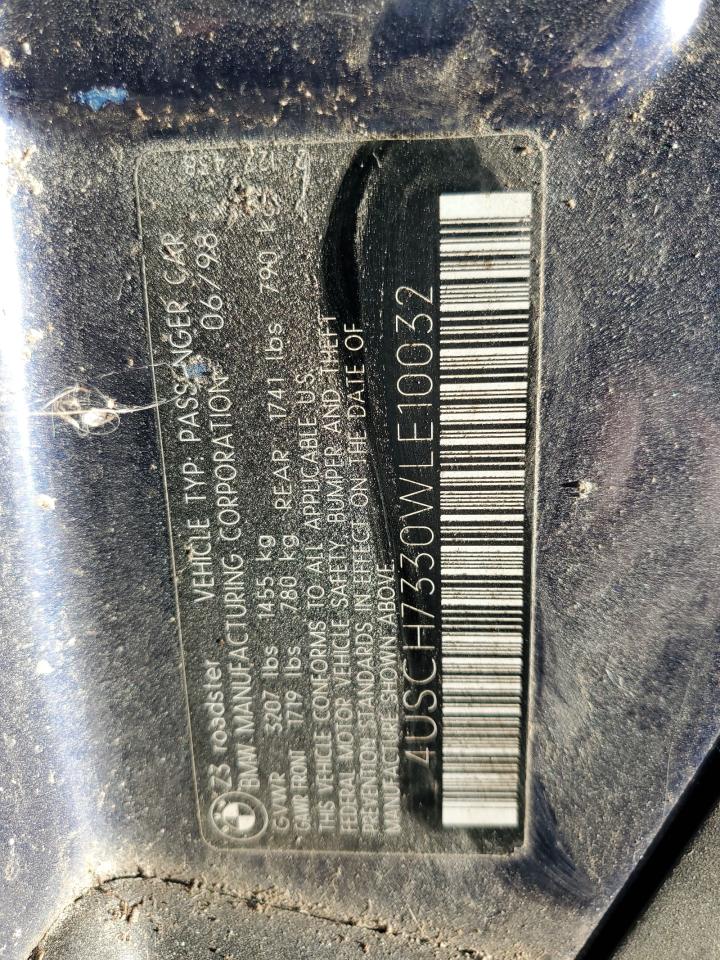 Z3 roadster VEHICLE TYP: PASSENGER CAR
BMW MANUFACTURING CORPORATION 06/98
GVWR 3207 lbs 1455 kg
GAWR FRONT 1719 lbs 780 kg REAR 1741 lbs 790 KG
THIS VEHICLE CONFORMS TO ALL APPLICABLE U.S.
FEDERAL MOTOR VEHICLE SAFETY, BUMPER AND THEFT
PREVENTION STANDARDS IN EFFECT ON THE DATE OF
MANUFACTURE SHOWN ABOVE
4USCH7330WLE10032